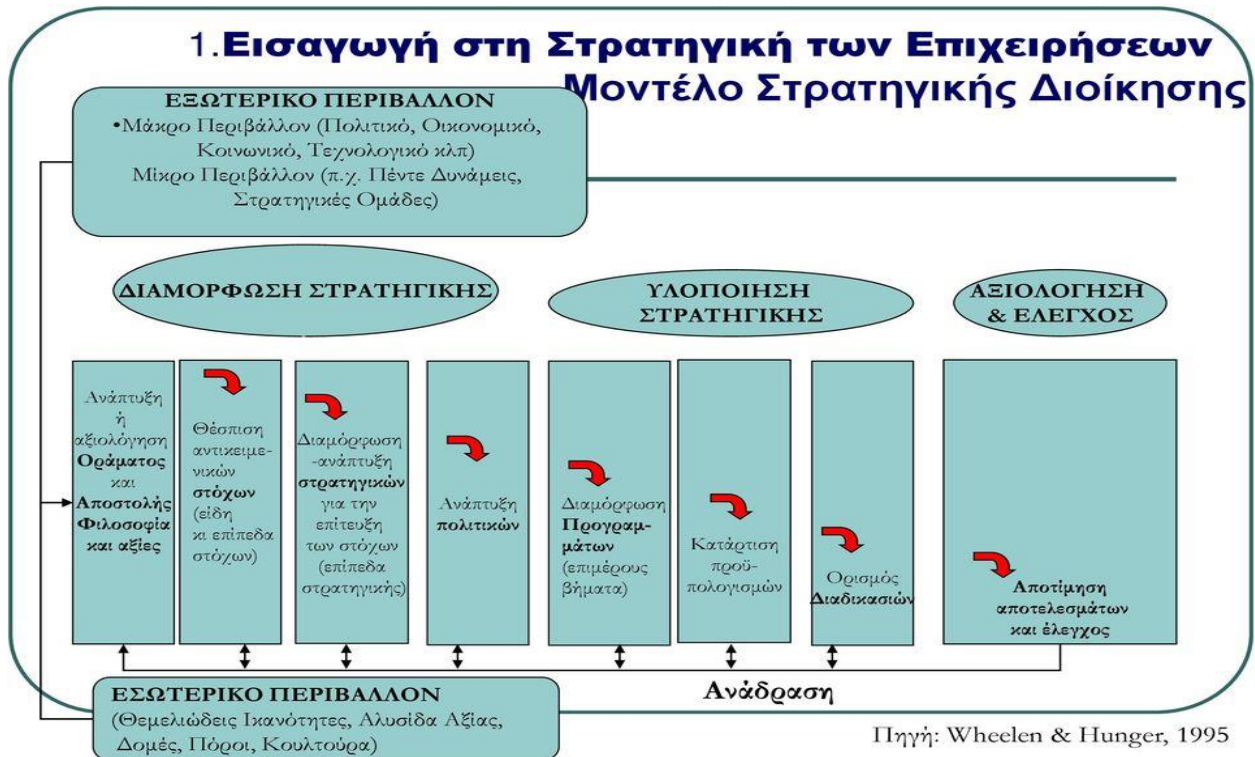 1.Εισαγωγή στη Στρατηγική των Επιχειρήσεων
Μοντέλο Στρατηγικής Διοίκησης
ΕΞΩΤΕΡΙΚΟ ΠΕΡΙΒΑΛΛΟΝ
•Μάκρο Περιβάλλον (Πολιτικό, Οικονομικό,
Κοινωνικό, Τεχνολογικό κλπ)
Μίκρο Περιβάλλον (π.χ. Πέντε Δυνάμεις,
Στρατηγικές Ομάδες)
ΔΙΑΜΟΡΦΩΣΗ ΣΤΡΑΤΗΓΙΚΗΣ
ΥΛΟΠΟΙΗΣΗ
ΣΤΡΑΤΗΓΙΚΗΣ
ΑΞΙΟΛΟΓΗΣΗ
& ΕΛΕΓΧΟΣ
Ανάπτυξη
ή
αξιολόγηση
Οράματος
και
Αποστολής
Φιλοσοφία
και αξίες
Θέσπιση
αντικειμε-
νικών
στόχων
(είδη
κι επίπεδα
στόχων)
Διαμόρφωση
-ανάπτυξη
στρατηγικών
για την
επίτευξη
των στόχων
(επίπεδα
στρατηγικής)
Ανάπτυξη
πολιτικών
Διαμόρφωση
Προγραμ-
μάτων
(επιμέρους
βήματα)
Κατάρτιση
προϋ-
πολογισμών
Ορισμός
Διαδικασιών
Αποτίμηση
αποτελεσμάτων
και έλεγχος
Ανάδραση
ΕΣΩΤΕΡΙΚΟ ΠΕΡΙΒΑΛΛΟΝ
(Θεμελιώδεις Ικανότητες, Αλυσίδα Αξίας,
Δομές, Πόροι, Κουλτούρα)
Πηγή: Wheelen & Hunger, 1995